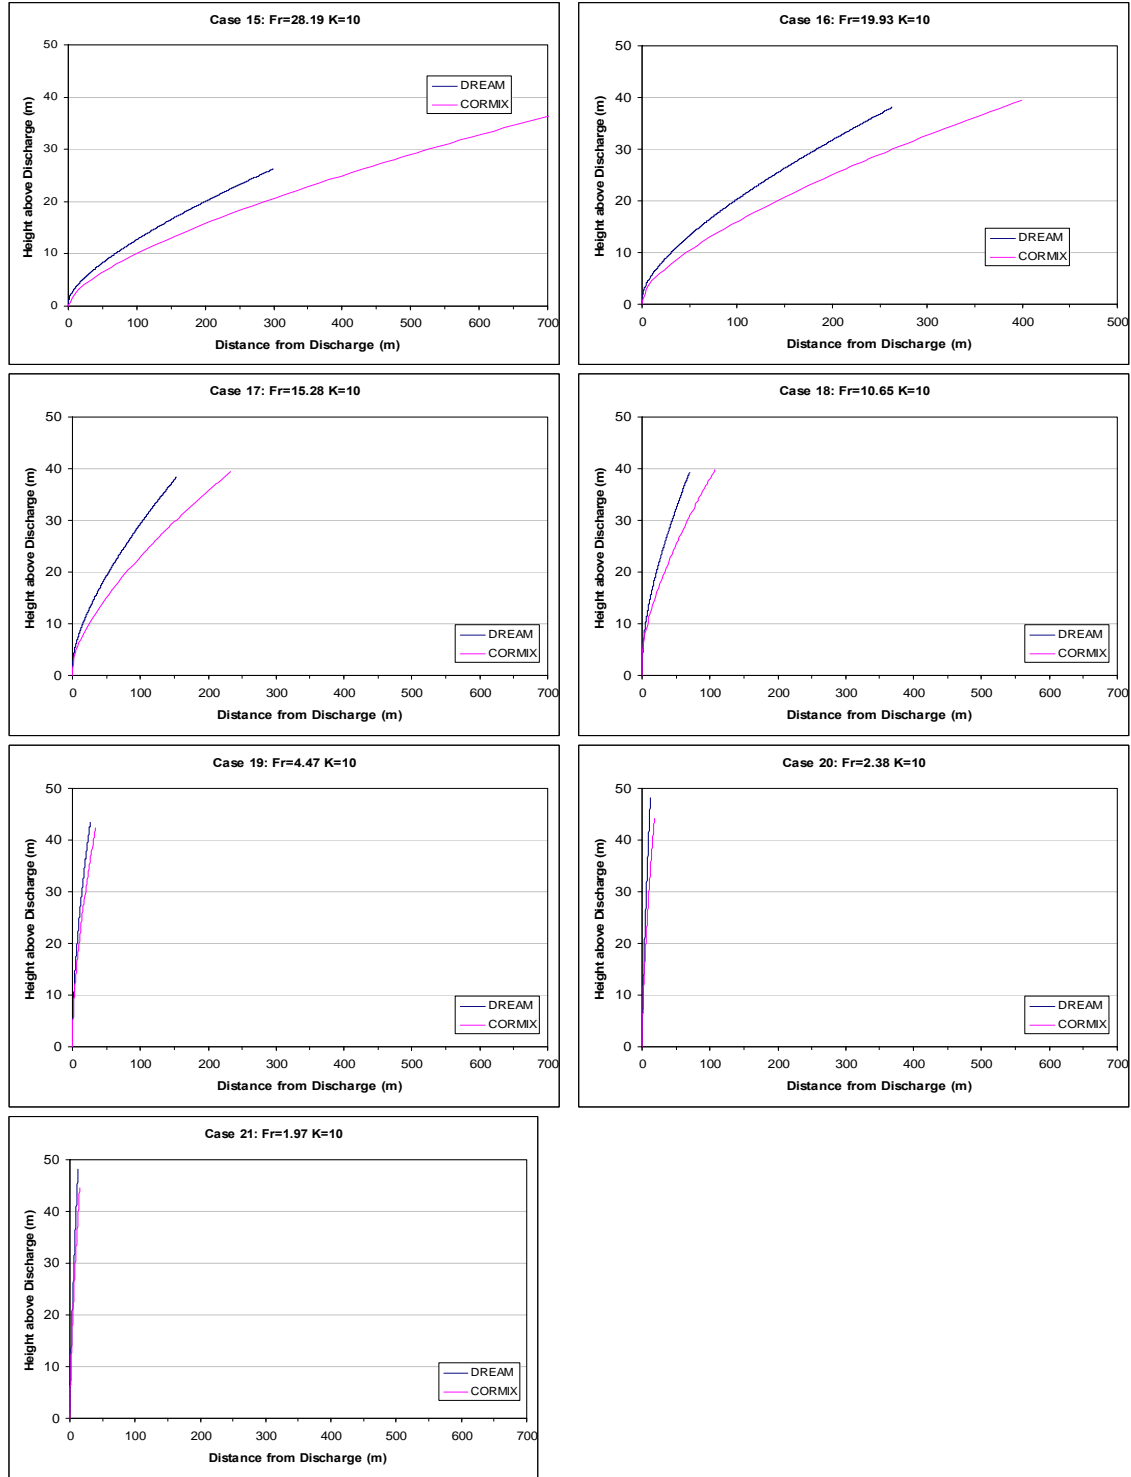 Case 15: Fr=28.19 K=10
Height above Discharge (m)
50
40
30
20
10
0
DREAM
CORMIX
0 100 200 300 400 500 600 700
Distance from Discharge (m)
Case 16: Fr=19.93 K=10
Height above Discharge (m)
50
40
30
20
10
0
DREAM
CORMIX
0 100 200 300 400 500
Distance from Discharge (m)
Case 17: Fr=15.28 K=10
Height above Discharge (m)
50
40
30
20
10
0
DREAM
CORMIX
0 100 200 300 400 500 600 700
Distance from Discharge (m)
Case 18: Fr=10.65 K=10
Height above Discharge (m)
50
40
30
20
10
0
DREAM
CORMIX
0 100 200 300 400 500 600 700
Distance from Discharge (m)
Case 19: Fr=4.47 K=10
Height above Discharge (m)
50
40
30
20
10
0
DREAM
CORMIX
0 100 200 300 400 500 600 700
Distance from Discharge (m)
Case 20: Fr=2.38 K=10
Height above Discharge (m)
50
40
30
20
10
0
DREAM
CORMIX
0 100 200 300 400 500 600 700
Distance from Discharge (m)
Case 21: Fr=1.97 K=10
Height above Discharge (m)
50
40
30
20
10
0
DREAM
CORMIX
0 100 200 300 400 500 600 700
Distance from Discharge (m)